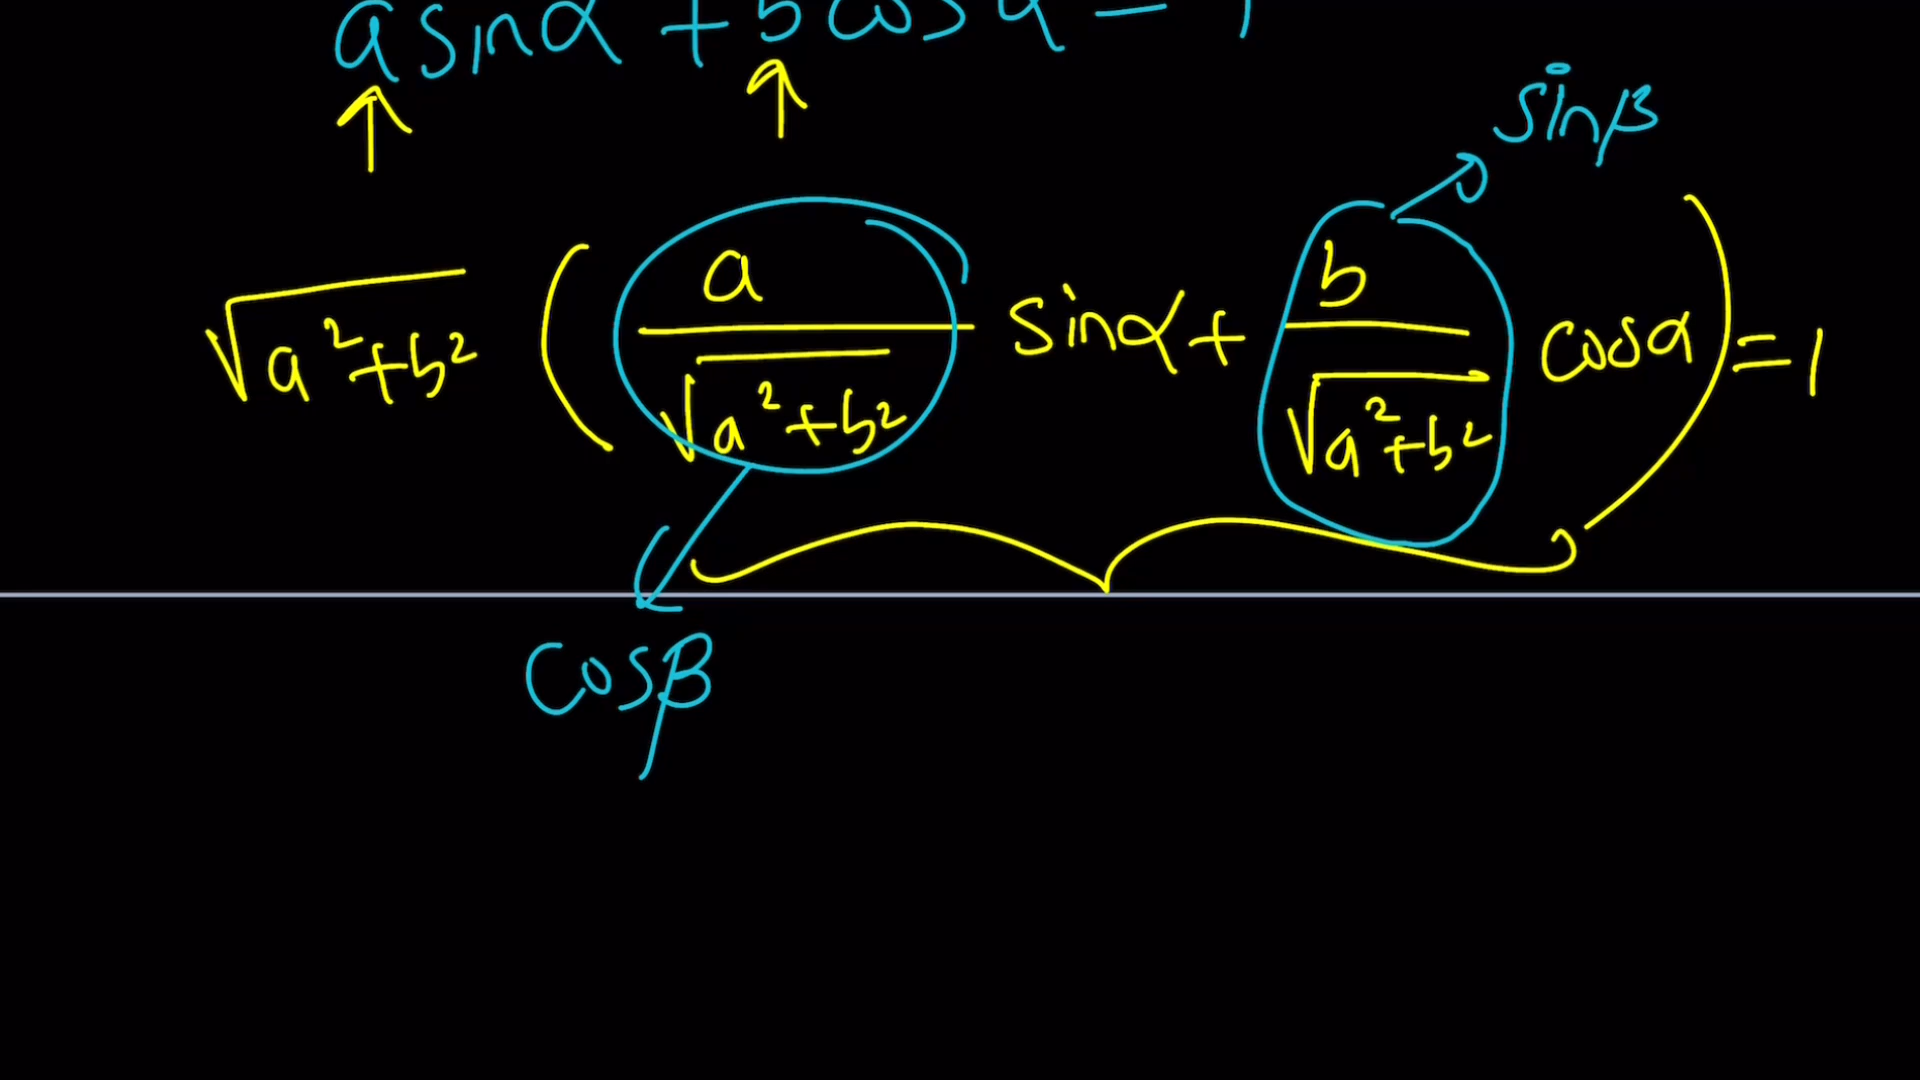 a sinα + b cosα = 1
sinβ
√(a²+b²) ( a/√(a²+b²) sinα + b/√(a²+b²) cosα ) = 1
cosβ